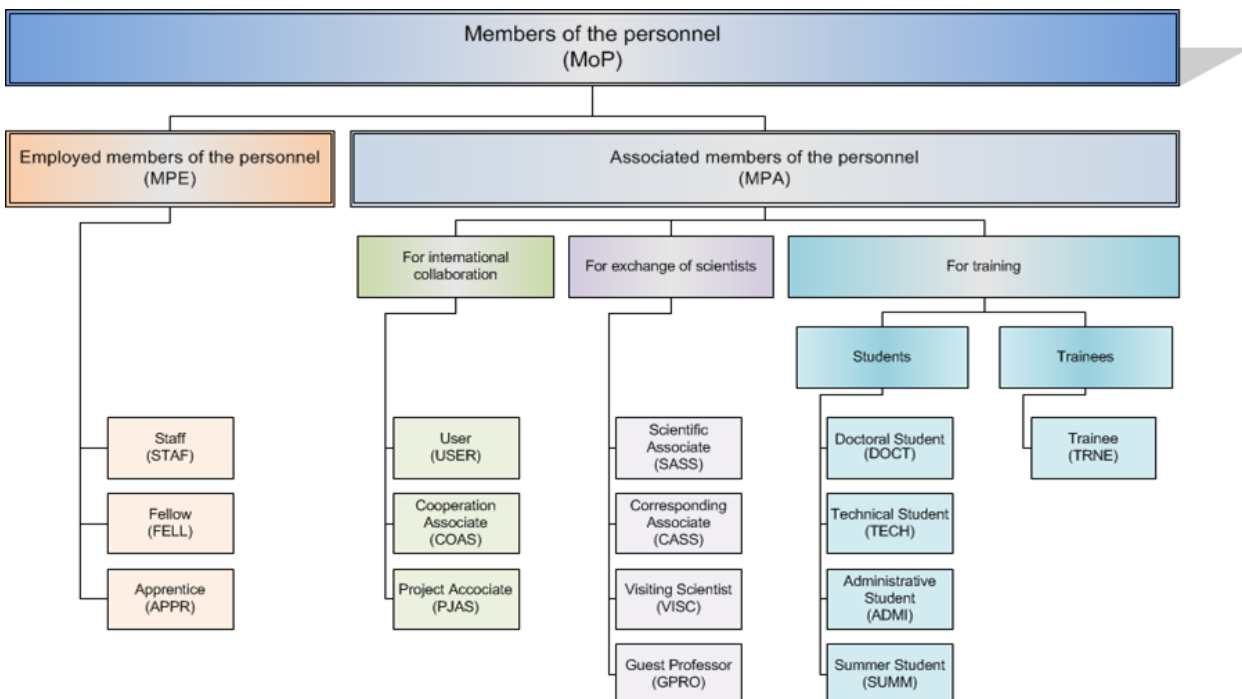 Members of the personnel
(MoP)
Employed members of the personnel
(MPE)
Associated members of the personnel
(MPA)
For international
collaboration
For exchange of scientists
For training
Students
Trainees
Staff
(STAF)
Fellow
(FELL)
Apprentice
(APPR)
User
(USER)
Cooperation
Associate
(COAS)
Project Accociate
(PJAS)
Scientific
Associate
(SASS)
Corresponding
Associate
(CASS)
Visiting Scientist
(VISC)
Guest Professor
(GPRO)
Doctoral Student
(DOCT)
Technical Student
(TECH)
Administrative
Student
(ADMI)
Summer Student
(SUMM)
Trainee
(TRNE)